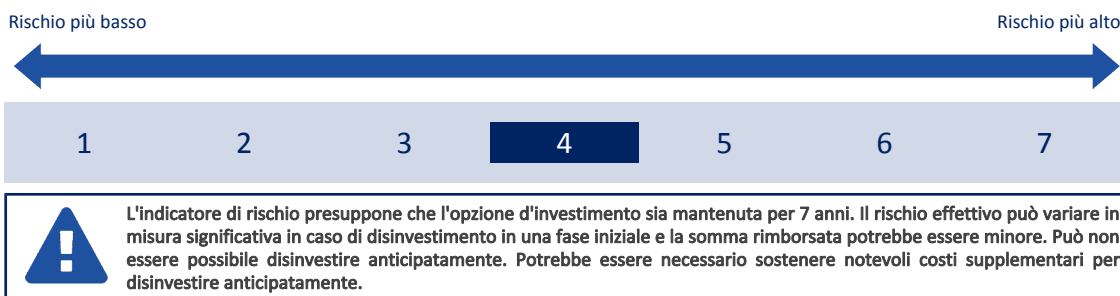 Rischio più basso Rischio più alto
1 2 3 4 5 6 7
L'indicatore di rischio presuppone che l'opzione d'investimento sia mantenuta per 7 anni. Il rischio effettivo può variare in
misura significativa in caso di disinvestimento in una fase iniziale e la somma rimborsata potrebbe essere minore. Può non
essere possibile disinvestire anticipatamente. Potrebbe essere necessario sostenere notevoli costi supplementari per
disinvestire anticipatamente.